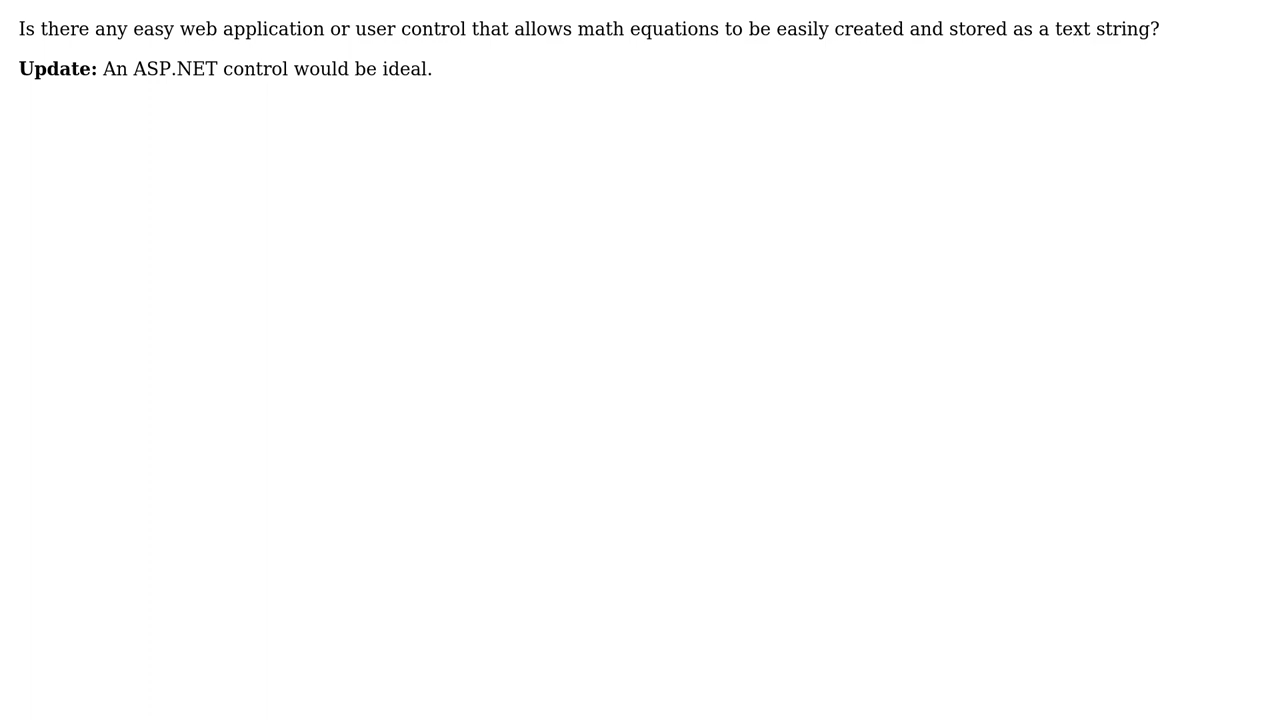 Is there any easy web application or user control that allows math equations to be easily created and stored as a text string?
Update: An ASP.NET control would be ideal.